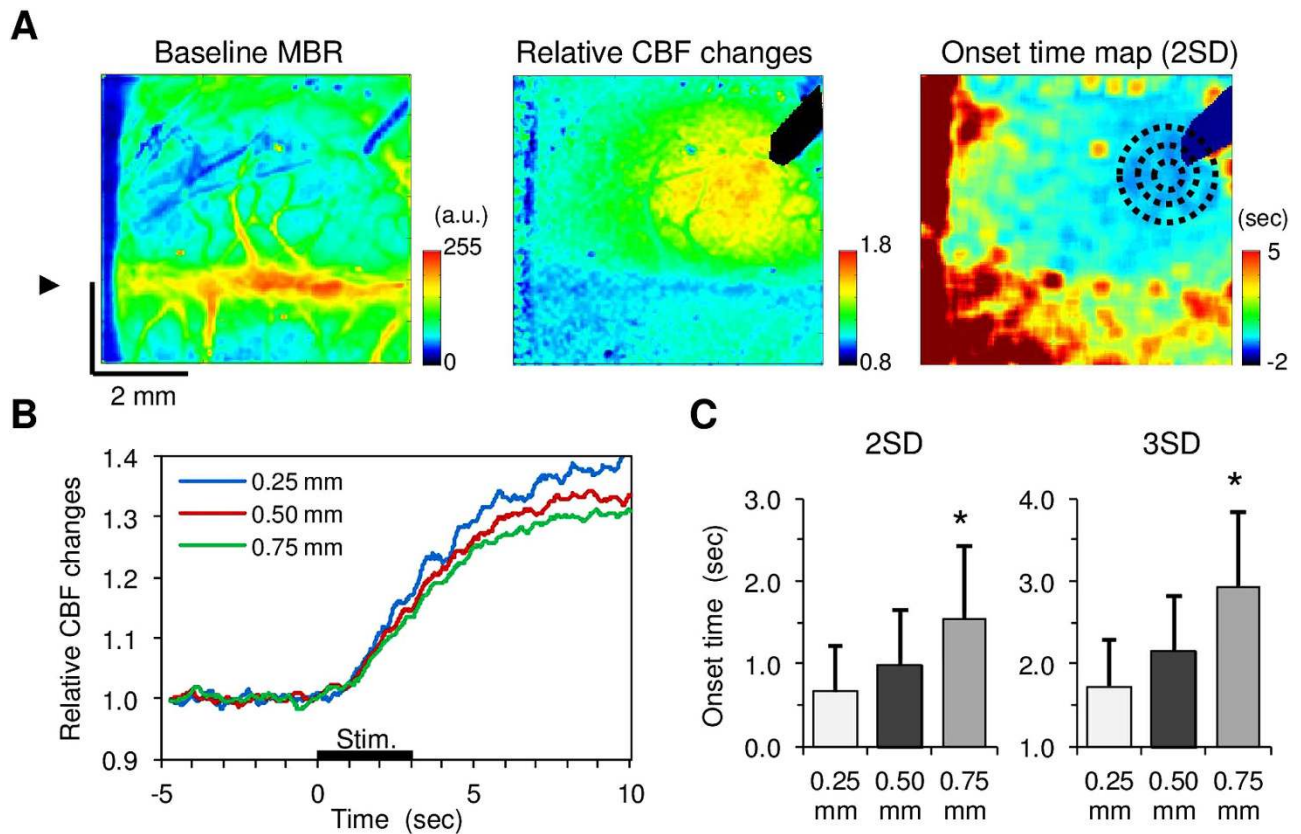 A
Baseline MBR
Relative CBF changes
Onset time map (2SD)
(a.u.)
255
0
2 mm
1.8
0.8
(sec)
5
-2
B
Relative CBF changes
1.4
1.3
1.2
1.1
1.0
0.9
0.25 mm
0.50 mm
0.75 mm
Stim.
-5
0
5
10
Time (sec)
C
2SD
3SD
Onset time (sec)
3.0
2.0
1.0
0.0
*
0.25 mm
0.50 mm
0.75 mm
4.0
3.0
2.0
1.0
*
0.25 mm
0.50 mm
0.75 mm